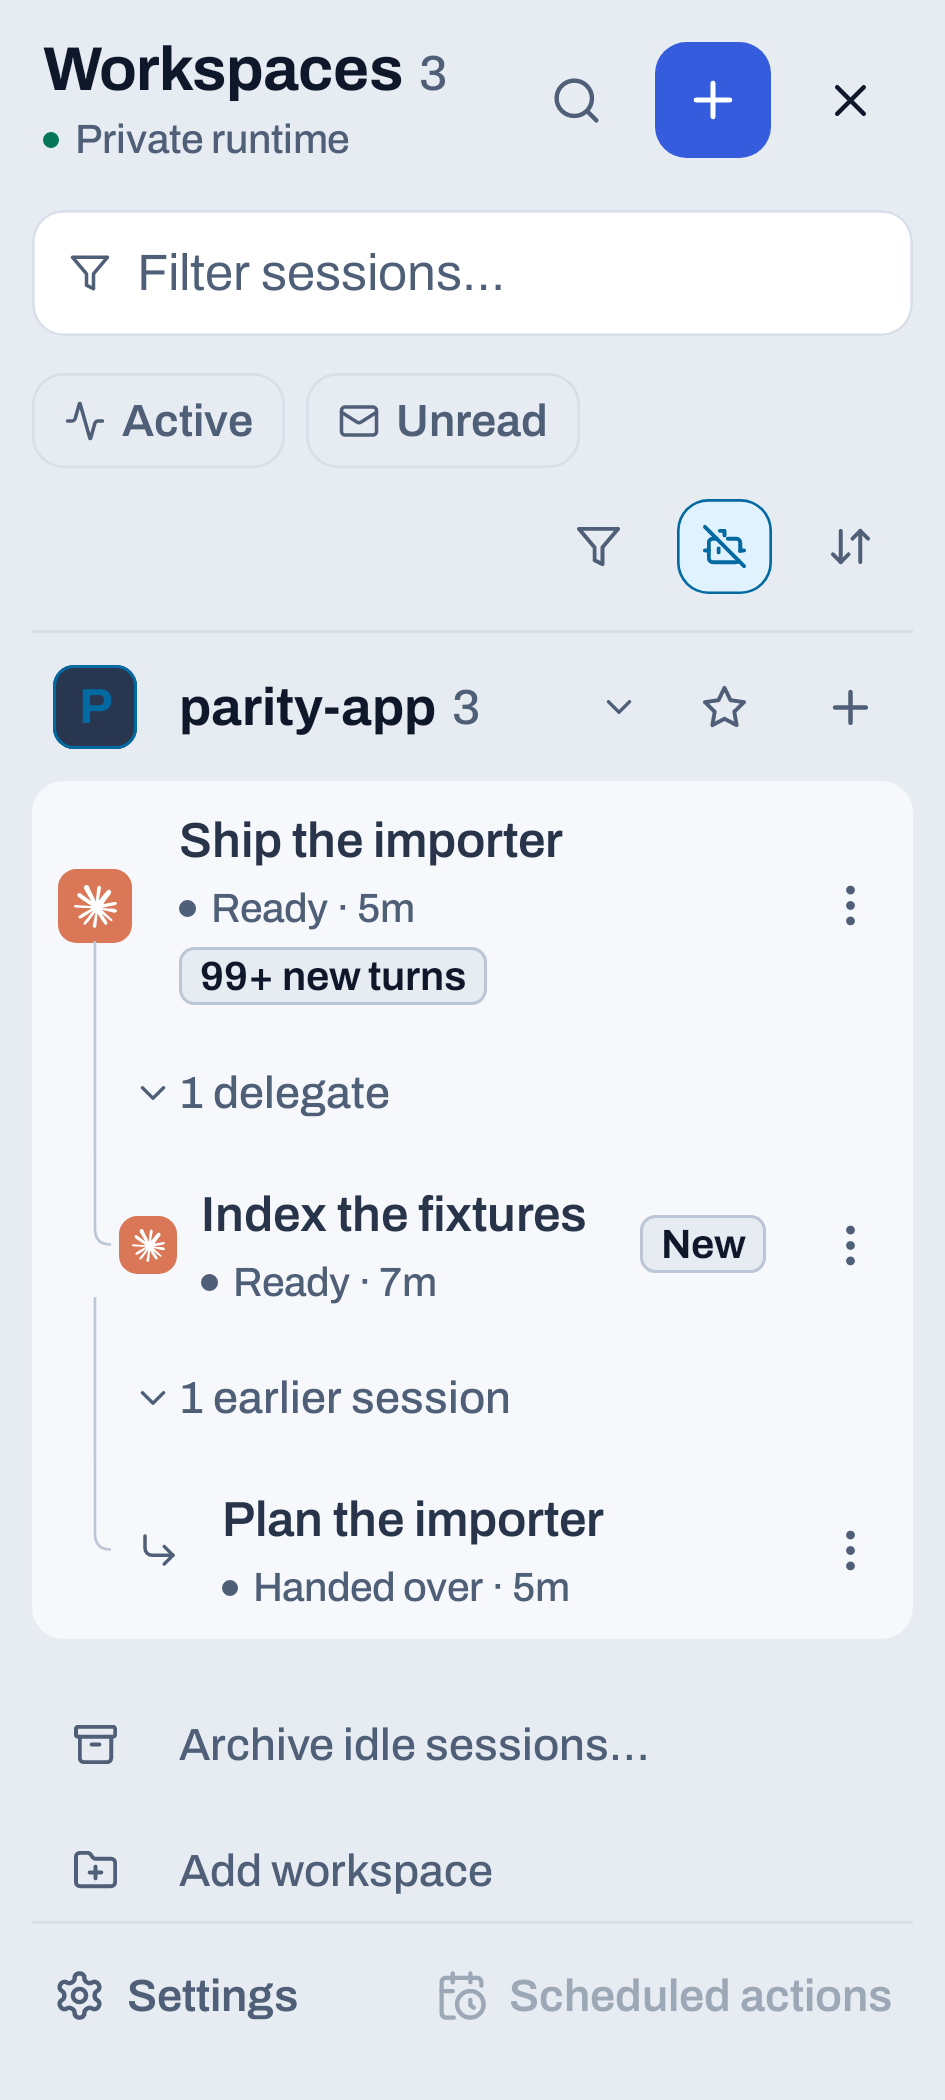 Workspaces 3
Private runtime
Filter sessions...
Active
Unread
P
parity-app 3
Ship the importer
Ready · 5m
99+ new turns
1 delegate
Index the fixtures
Ready · 7m
New
1 earlier session
Plan the importer
Handed over · 5m
Archive idle sessions...
Add workspace
Settings
Scheduled actions